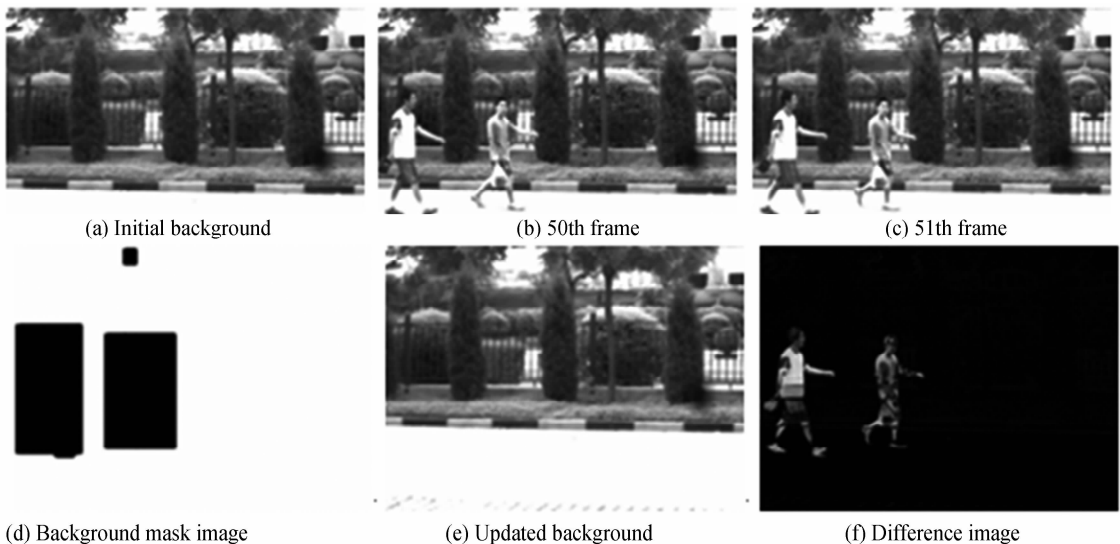 (a) Initial background
(b) 50th frame
(c) 51th frame
(d) Background mask image
(e) Updated background
(f) Difference image